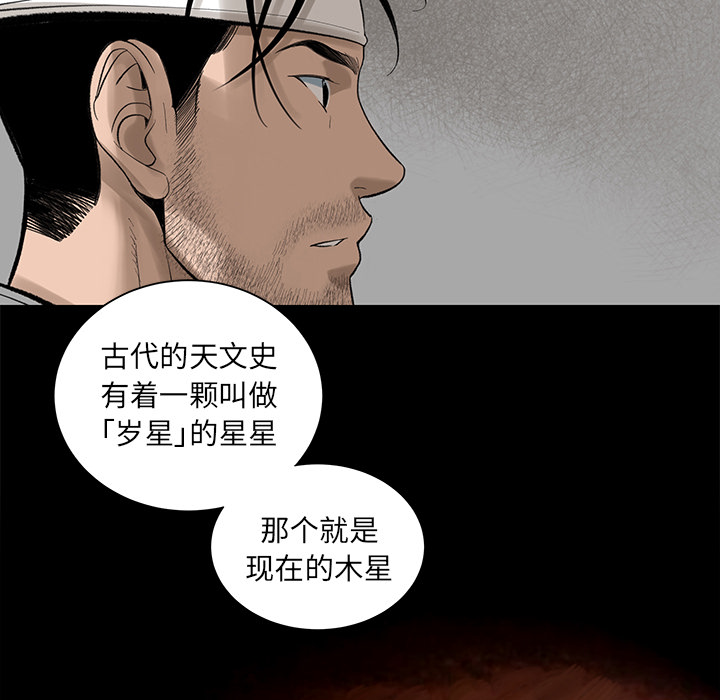 古代的天文史
有着一颗叫做
「岁星」的星星
那个就是
现在的木星